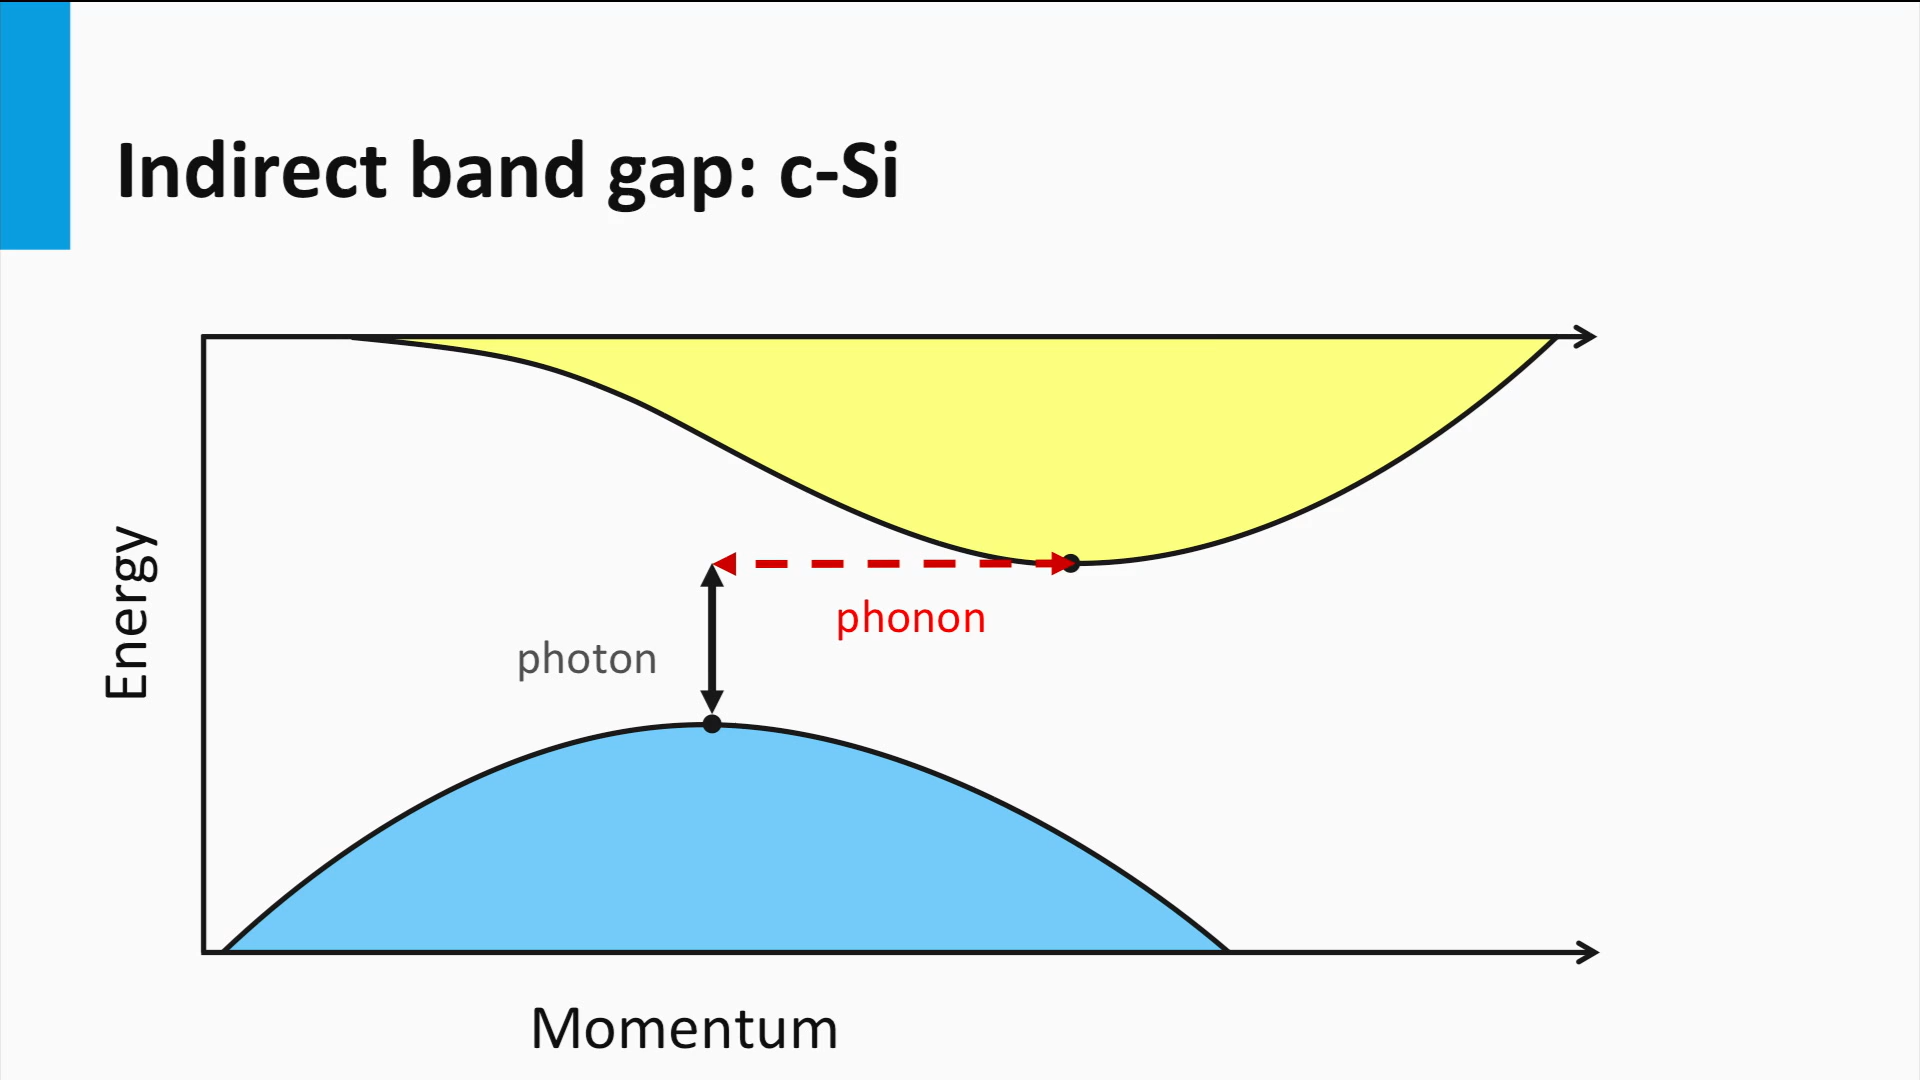 Indirect band gap: c-Si
Energy
phonon
photon
Momentum